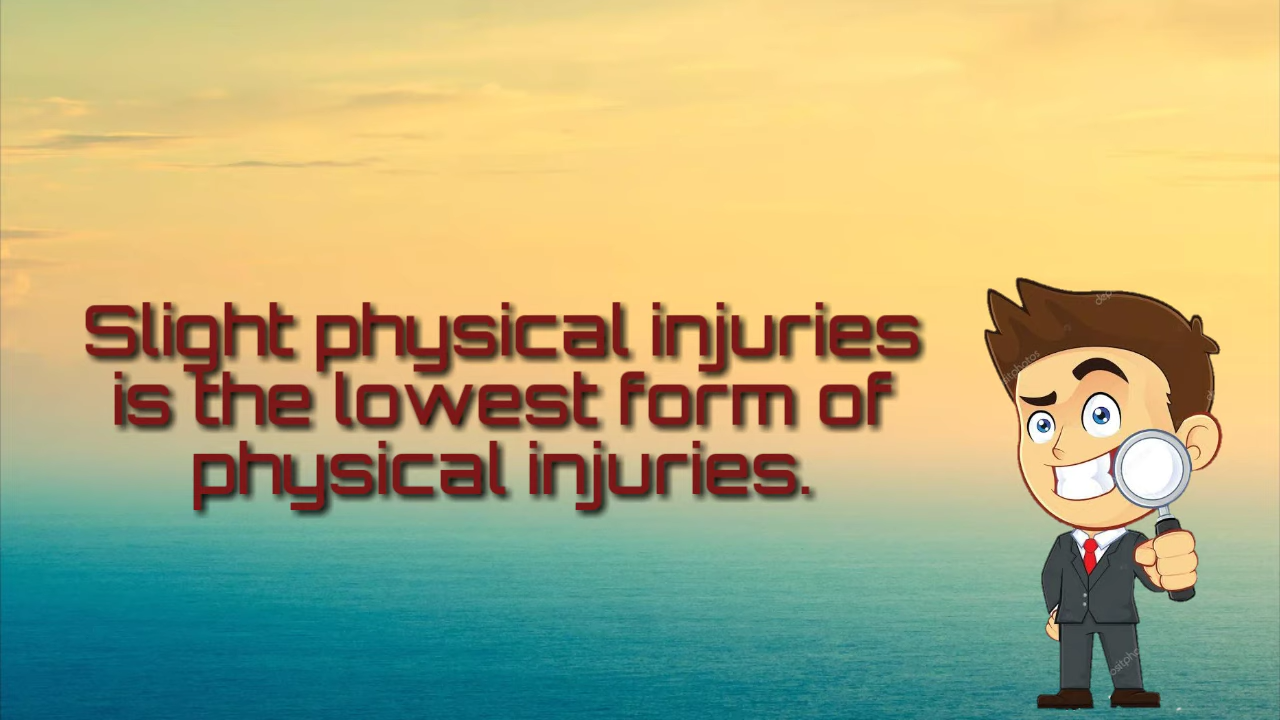 Slight physical injuries
is the lowest form of
physical injuries.